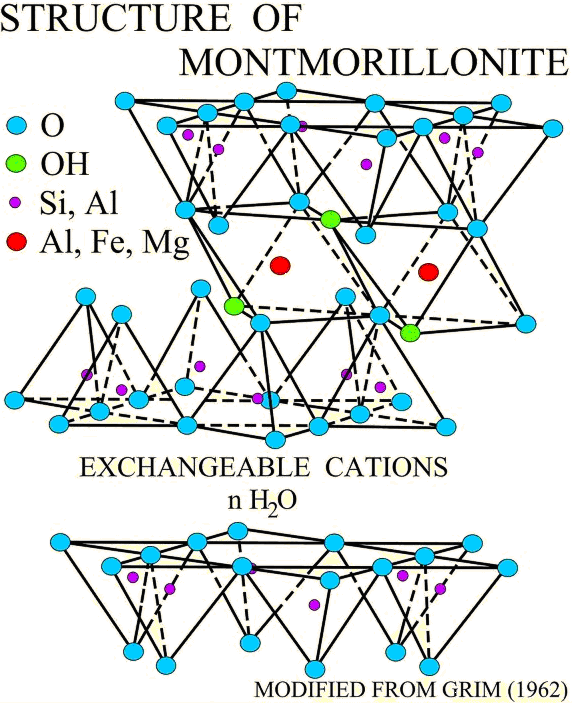 STRUCTURE OF
MONTMORILLONITE
O
OH
Si, Al
Al, Fe, Mg
EXCHANGEABLE CATIONS
n H₂O
MODIFIED FROM GRIM (1962)